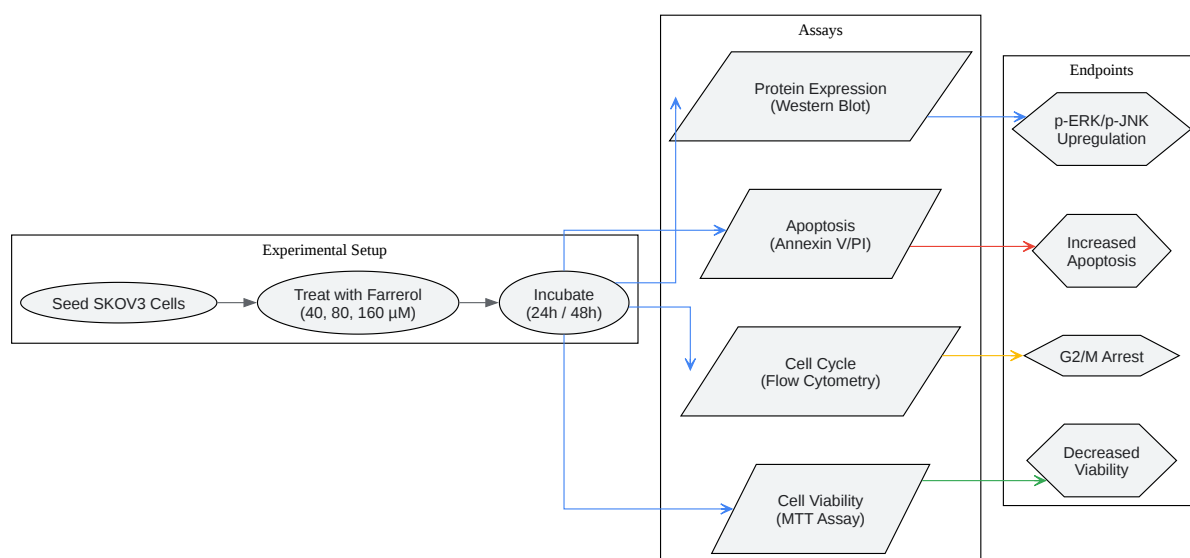 Experimental Setup
Seed SKOV3 Cells
Treat with Farrerol
(40, 80, 160 µM)
Incubate
(24h / 48h)
Assays
Protein Expression
(Western Blot)
Apoptosis
(Annexin V/PI)
Cell Cycle
(Flow Cytometry)
Cell Viability
(MTT Assay)
Endpoints
p-ERK/p-JNK
Upregulation
Increased
Apoptosis
G2/M Arrest
Decreased
Viability